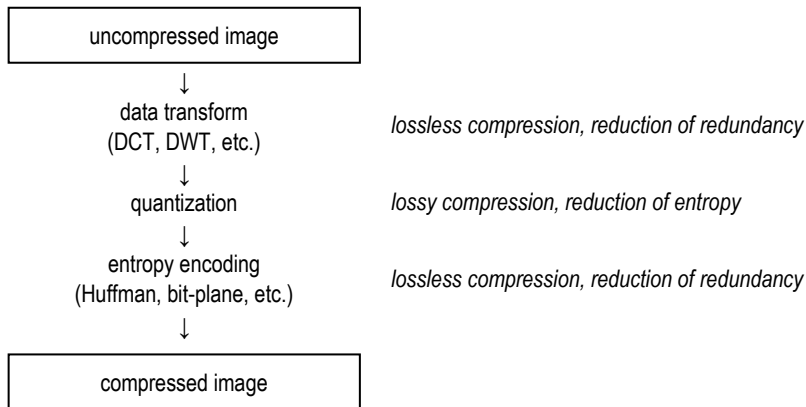 uncompressed image
↓
data transform
(DCT, DWT, etc.)
lossless compression, reduction of redundancy
↓
quantization
lossy compression, reduction of entropy
↓
entropy encoding
(Huffman, bit-plane, etc.)
lossless compression, reduction of redundancy
↓
compressed image